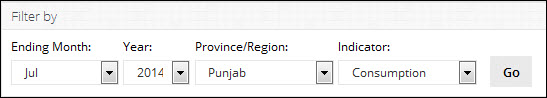 Filter by
Ending Month: Year: Province/Region: Indicator:
Jul 2014 Punjab Consumption Go